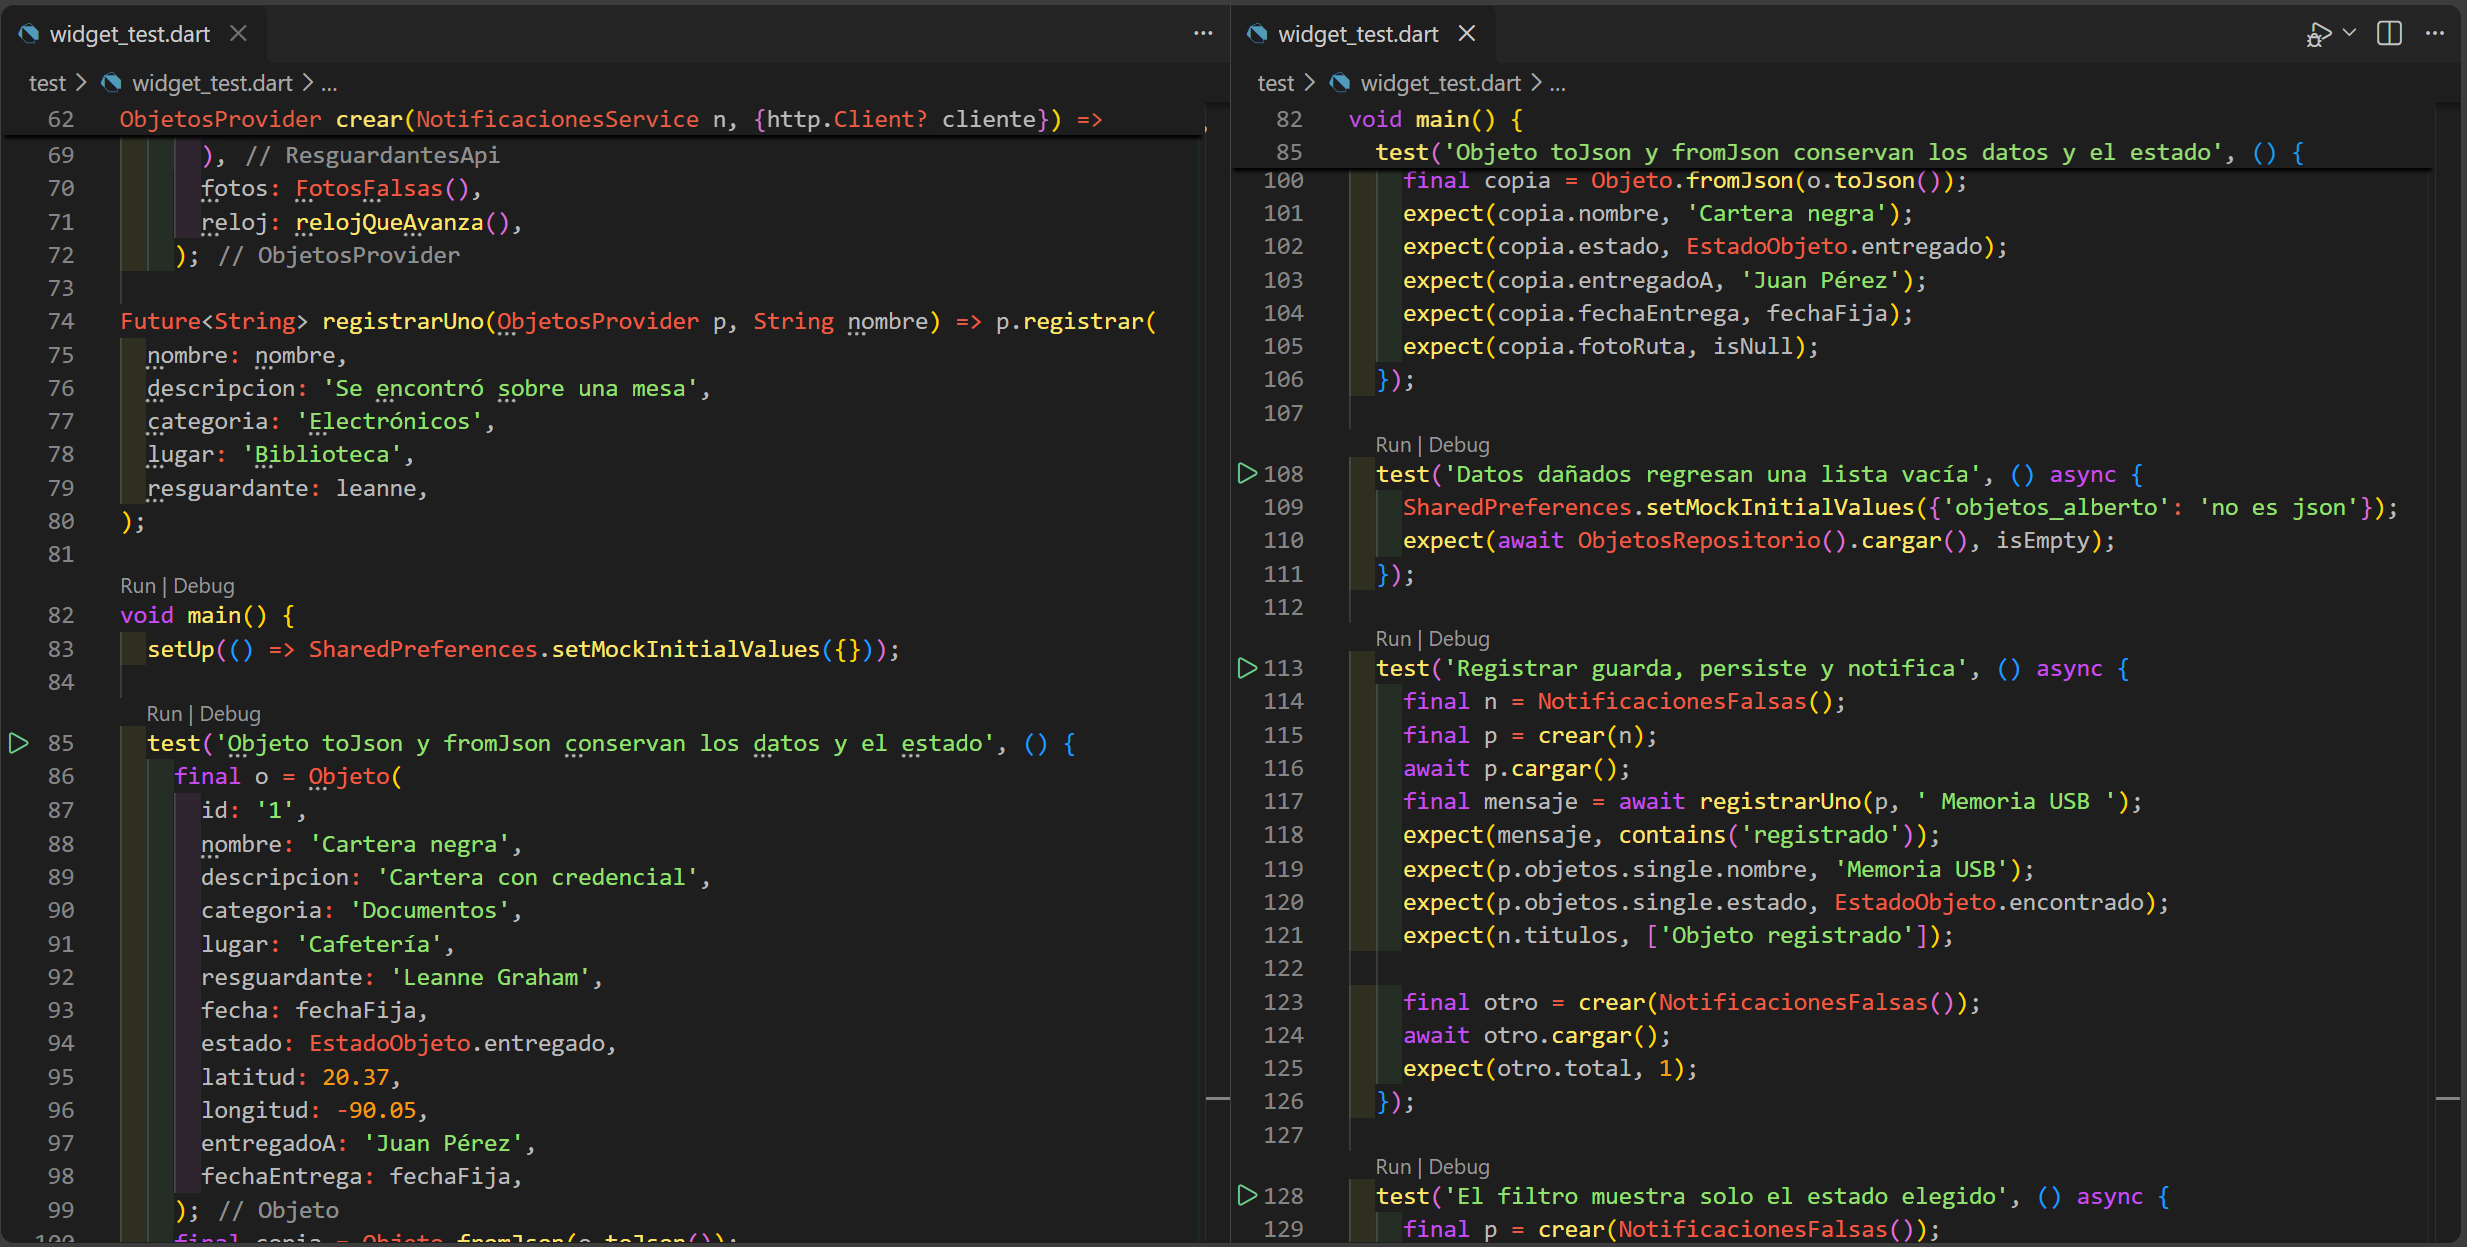 widget_test.dart
test > widget_test.dart > ...
62 ObjetosProvider crear(NotificacionesService n, {http.Client? cliente}) =>
69 ), // ResguardantesApi
70 fotos: FotosFalsas(),
71 reloj: relojQueAvanza(),
72 ); // ObjetosProvider
73
74 Future<String> registrarUno(ObjetosProvider p, String nombre) => p.registrar(
75 nombre: nombre,
76 descripcion: 'Se encontró sobre una mesa',
77 categoria: 'Electrónicos',
78 lugar: 'Biblioteca',
79 resguardante: leanne,
80 );
81
Run | Debug
82 void main() {
83 setUp(() => SharedPreferences.setMockInitialValues({}));
84
Run | Debug
85 test('Objeto toJson y fromJson conservan los datos y el estado', () {
86 final o = Objeto(
87 id: '1',
88 nombre: 'Cartera negra',
89 descripcion: 'Cartera con credencial',
90 categoria: 'Documentos',
91 lugar: 'Cafetería',
92 resguardante: 'Leanne Graham',
93 fecha: fechaFija,
94 estado: EstadoObjeto.entregado,
95 latitud: 20.37,
96 longitud: -90.05,
97 entregadoA: 'Juan Pérez',
98 fechaEntrega: fechaFija,
99 ); // Objeto
100 final copia = Objeto.fromJson(o.toJson());
widget_test.dart
test > widget_test.dart > ...
82 void main() {
85 test('Objeto toJson y fromJson conservan los datos y el estado', () {
100 final copia = Objeto.fromJson(o.toJson());
101 expect(copia.nombre, 'Cartera negra');
102 expect(copia.estado, EstadoObjeto.entregado);
103 expect(copia.entregadoA, 'Juan Pérez');
104 expect(copia.fechaEntrega, fechaFija);
105 expect(copia.fotoRuta, isNull);
106 });
107
Run | Debug
108 test('Datos dañados regresan una lista vacía', () async {
109 SharedPreferences.setMockInitialValues({'objetos_alberto': 'no es json'});
110 expect(await ObjetosRepositorio().cargar(), isEmpty);
111 });
112
Run | Debug
113 test('Registrar guarda, persiste y notifica', () async {
114 final n = NotificacionesFalsas();
115 final p = crear(n);
116 await p.cargar();
117 final mensaje = await registrarUno(p, ' Memoria USB ');
118 expect(mensaje, contains('registrado'));
119 expect(p.objetos.single.nombre, 'Memoria USB');
120 expect(p.objetos.single.estado, EstadoObjeto.encontrado);
121 expect(n.titulos, ['Objeto registrado']);
122
123 final otro = crear(NotificacionesFalsas());
124 await otro.cargar();
125 expect(otro.total, 1);
126 });
127
Run | Debug
128 test('El filtro muestra solo el estado elegido', () async {
129 final p = crear(NotificacionesFalsas());